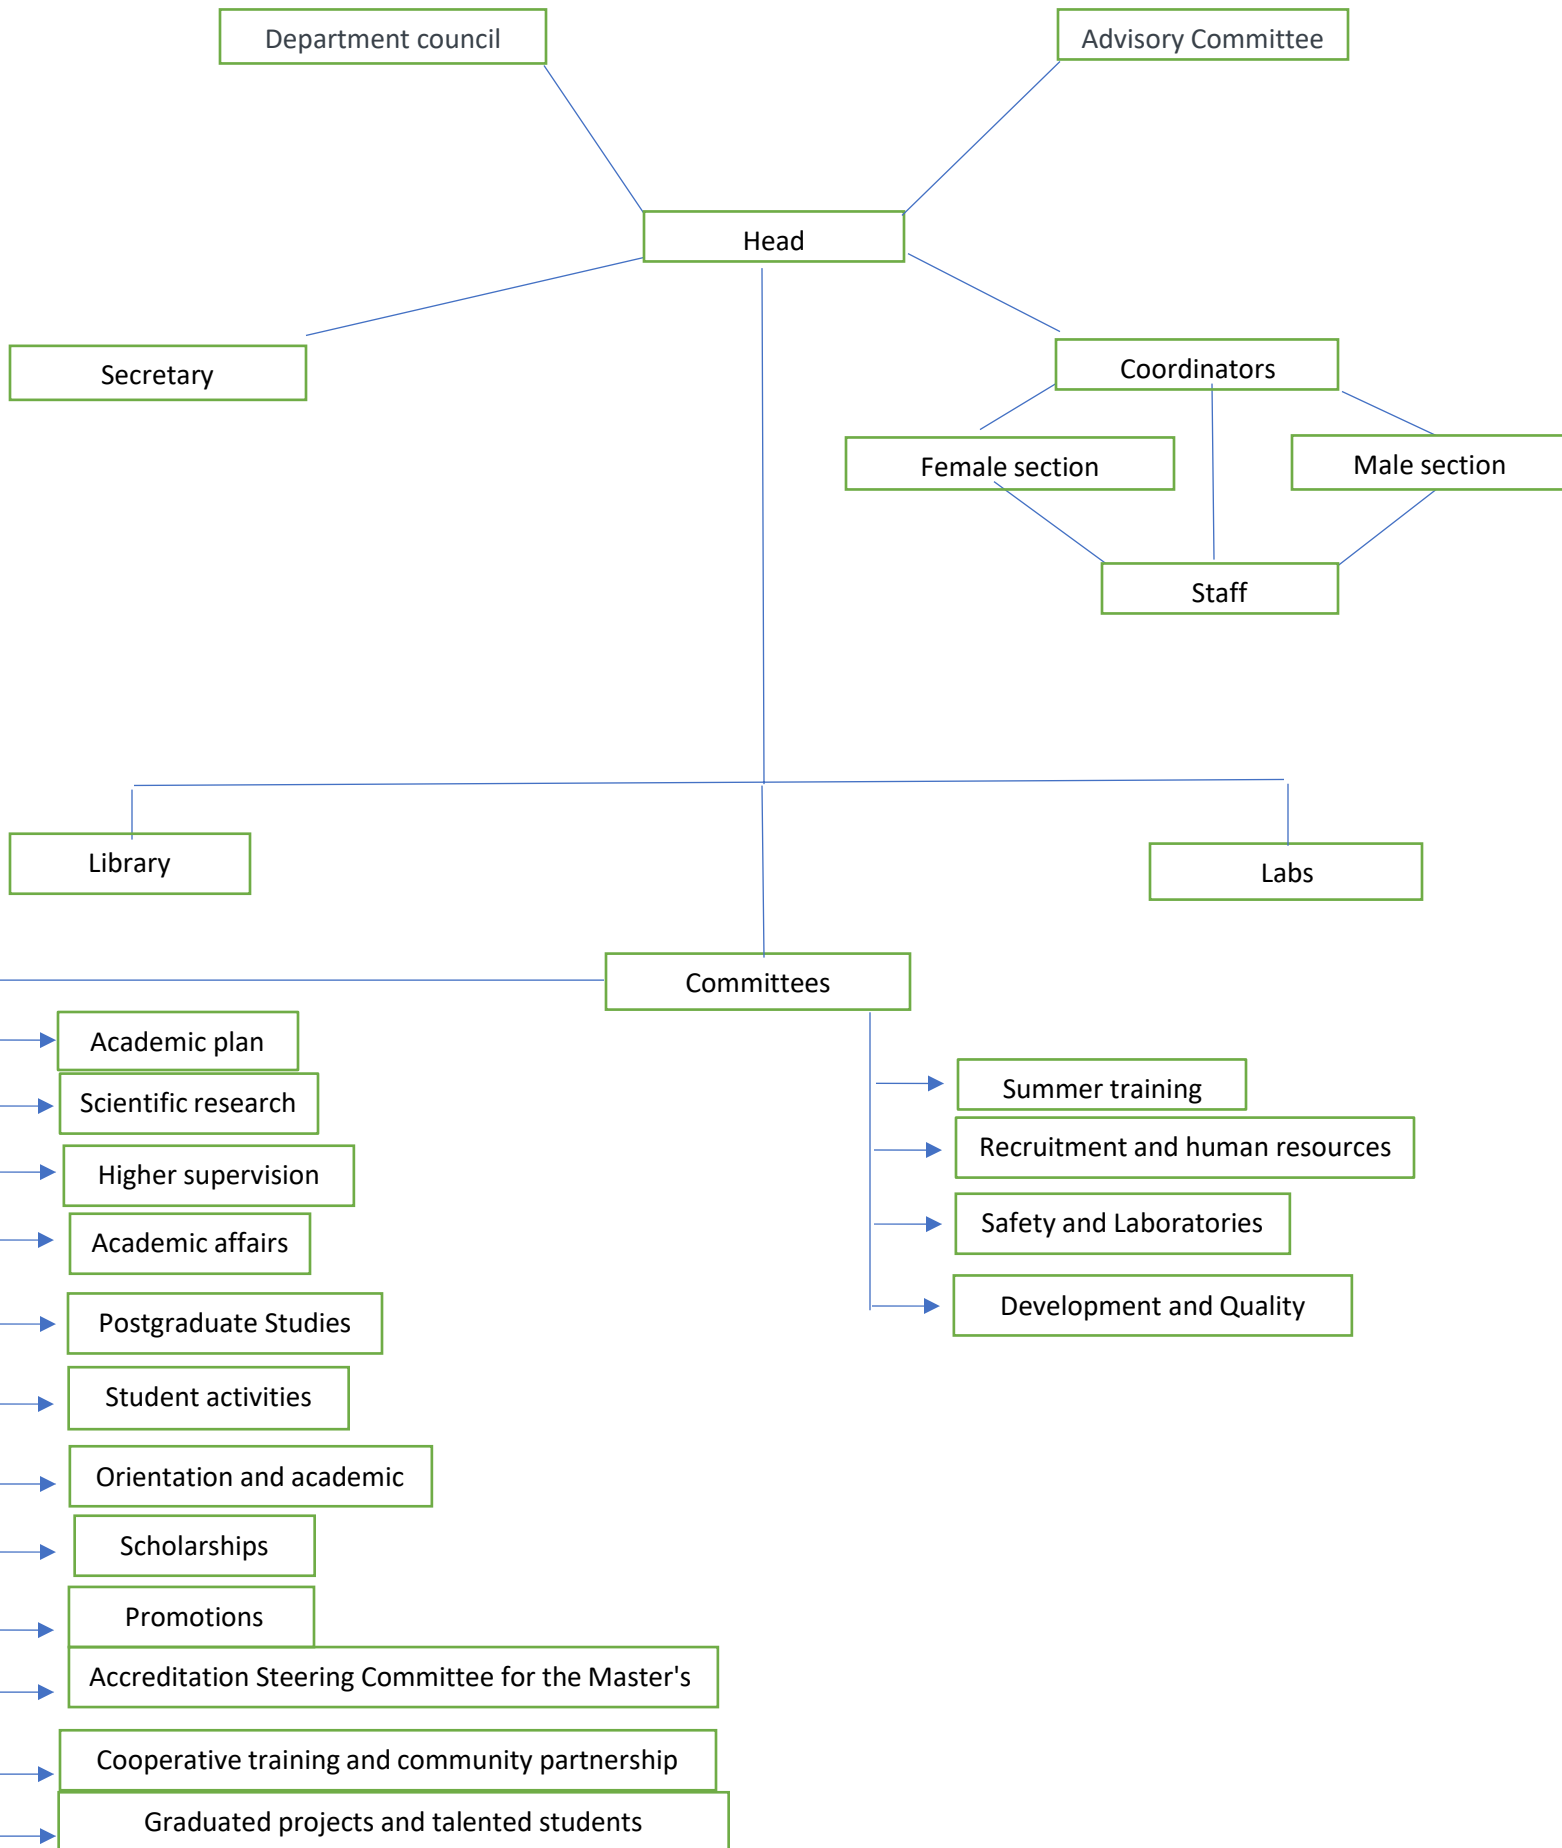 Department council
Advisory Committee
Head
Secretary
Coordinators
Female section
Male section
Staff
Library
Labs
Committees
Academic plan
Scientific research
Higher supervision
Academic affairs
Postgraduate Studies
Student activities
Orientation and academic
Scholarships
Promotions
Accreditation Steering Committee for the Master's
Cooperative training and community partnership
Graduated projects and talented students
Summer training
Recruitment and human resources
Safety and Laboratories
Development and Quality